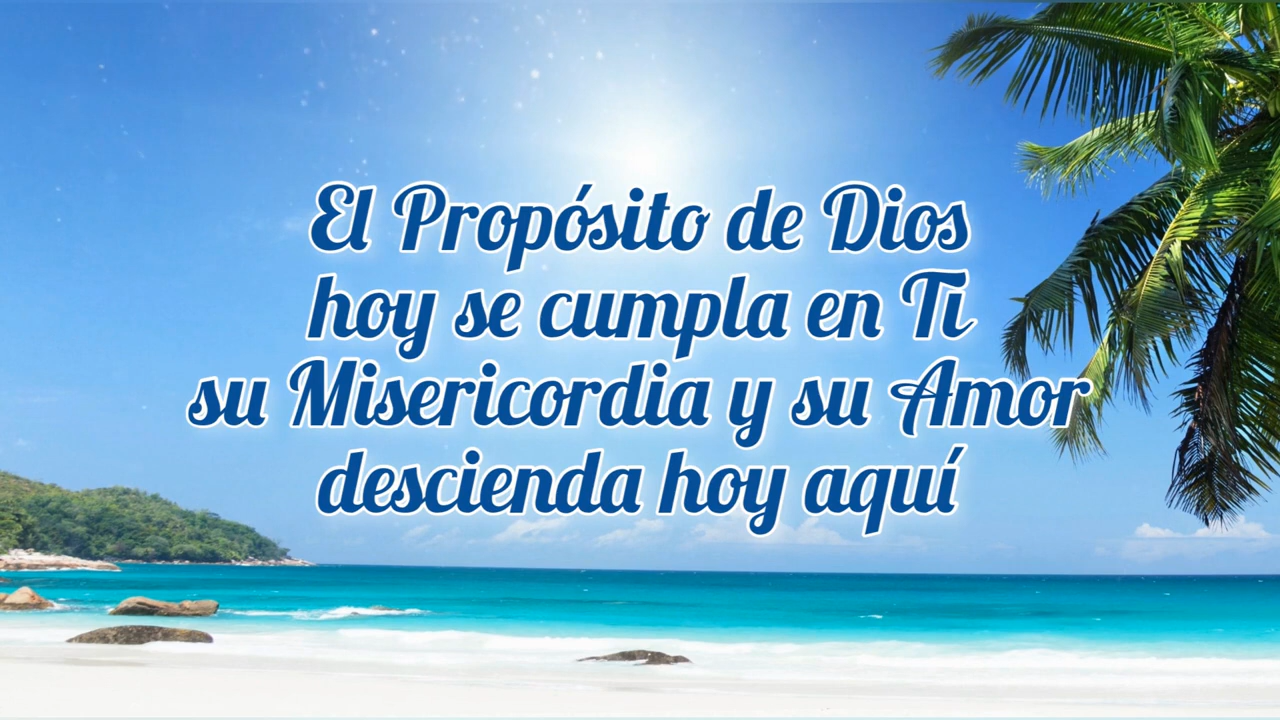 El Propósito de Dios
hoy se cumpla en Ti
su Misericordia y su Amor
descienda hoy aquí